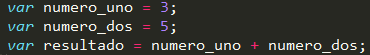 var numero_uno = 3;
var numero_dos = 5;
var resultado = numero_uno + numero_dos;